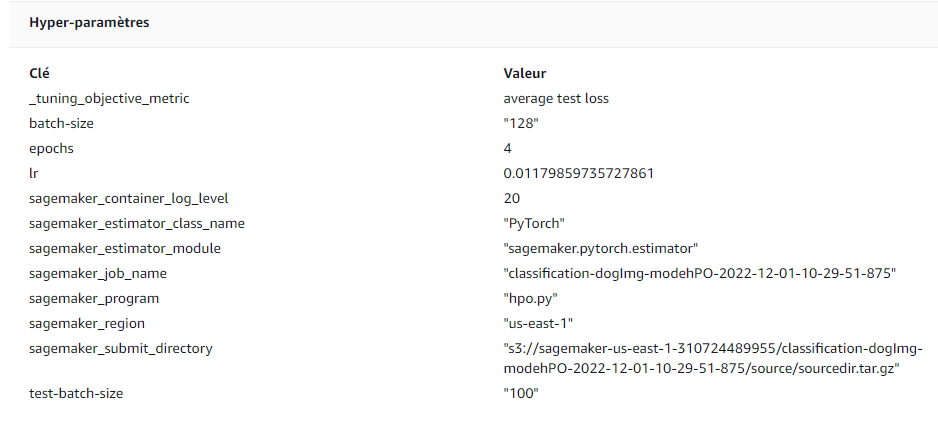 Hyper-paramètres
Clé Valeur
_tuning_objective_metric average test loss
batch-size "128"
epochs 4
lr 0.01179859735727861
sagemaker_container_log_level 20
sagemaker_estimator_class_name "PyTorch"
sagemaker_estimator_module "sagemaker.pytorch.estimator"
sagemaker_job_name "classification-dogImg-modehPO-2022-12-01-10-29-51-875"
sagemaker_program "hpo.py"
sagemaker_region "us-east-1"
sagemaker_submit_directory "s3://sagemaker-us-east-1-310724489955/classification-dogImg-
modehPO-2022-12-01-10-29-51-875/source/sourcedir.tar.gz"
test-batch-size "100"